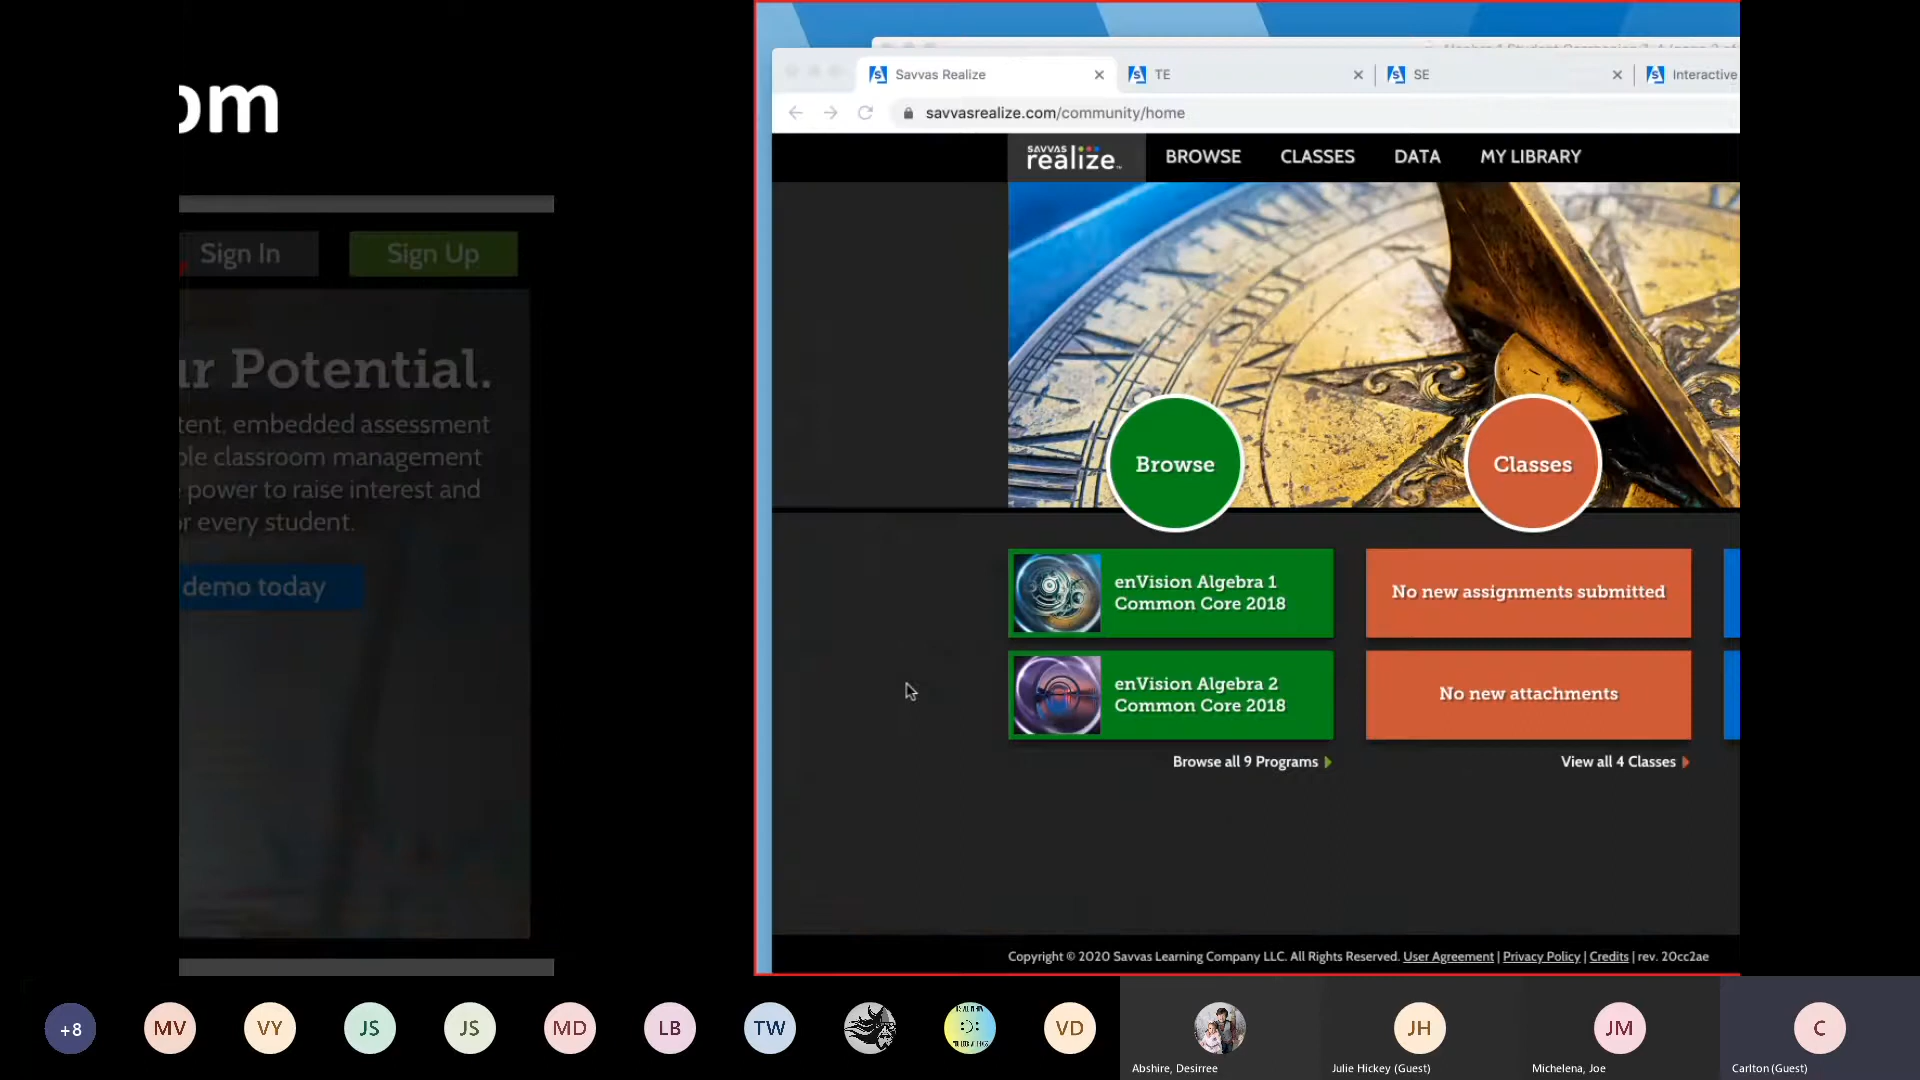 om
Sign In
Sign Up
ur Potential.
tent, embedded assessment
ble classroom management
power to raise interest and
or every student.
demo today
Savvas Realize
TE
SE
Interactive
savvasrealize.com/community/home
SAVVAS
realize
BROWSE
CLASSES
DATA
MY LIBRARY
Browse
Classes
enVision Algebra 1
Common Core 2018
No new assignments submitted
enVision Algebra 2
Common Core 2018
No new attachments
Browse all 9 Programs
View all 4 Classes
Copyright © 2020 Savvas Learning Company LLC. All Rights Reserved. User Agreement | Privacy Policy | Credits | rev. 20cc2ae
+8
MV
VY
JS
JS
MD
LB
TW
VD
JH
JM
C
Abshire, Desirree
Julie Hickey (Guest)
Michelena, Joe
Carlton (Guest)